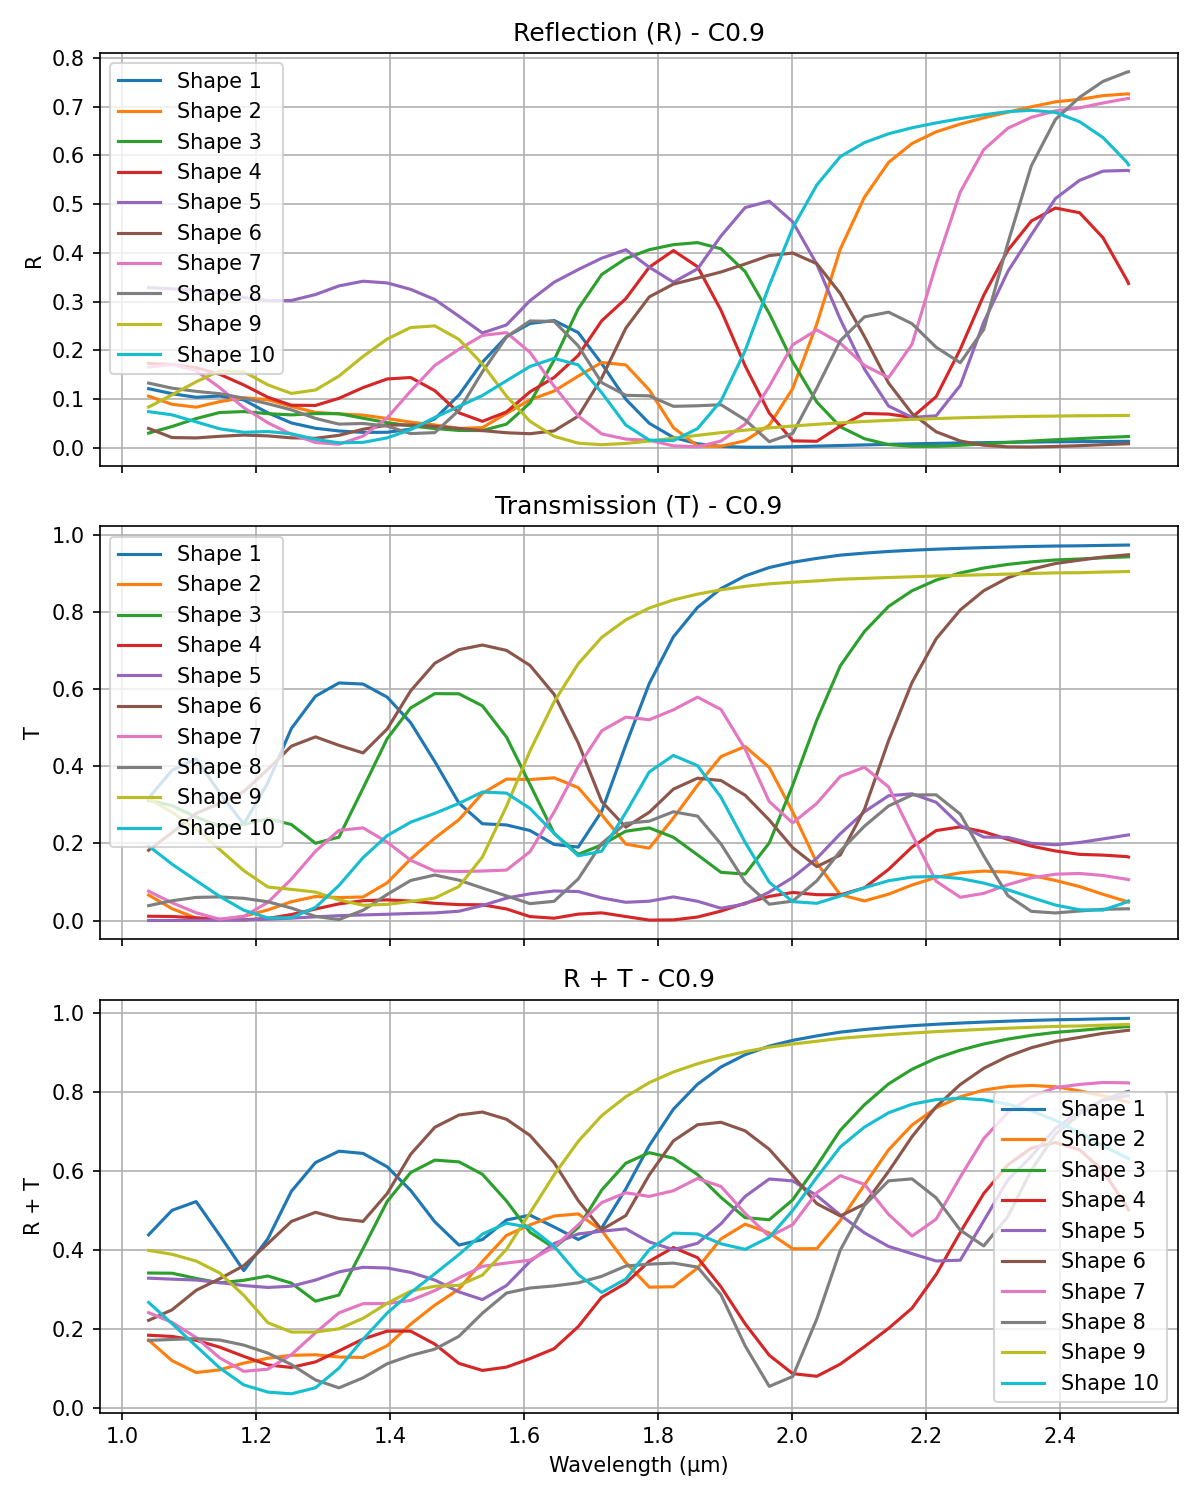 Reflection (R) - C0.9
0.8
0.7
0.6
0.5
0.4
0.3
0.2
0.1
0.0
R
Shape 1
Shape 2
Shape 3
Shape 4
Shape 5
Shape 6
Shape 7
Shape 8
Shape 9
Shape 10
Transmission (T) - C0.9
1.0
0.8
0.6
0.4
0.2
0.0
T
Shape 1
Shape 2
Shape 3
Shape 4
Shape 5
Shape 6
Shape 7
Shape 8
Shape 9
Shape 10
R + T - C0.9
1.0
0.8
0.6
0.4
0.2
0.0
R + T
Shape 1
Shape 2
Shape 3
Shape 4
Shape 5
Shape 6
Shape 7
Shape 8
Shape 9
Shape 10
1.0 1.2 1.4 1.6 1.8 2.0 2.2 2.4
Wavelength (μm)